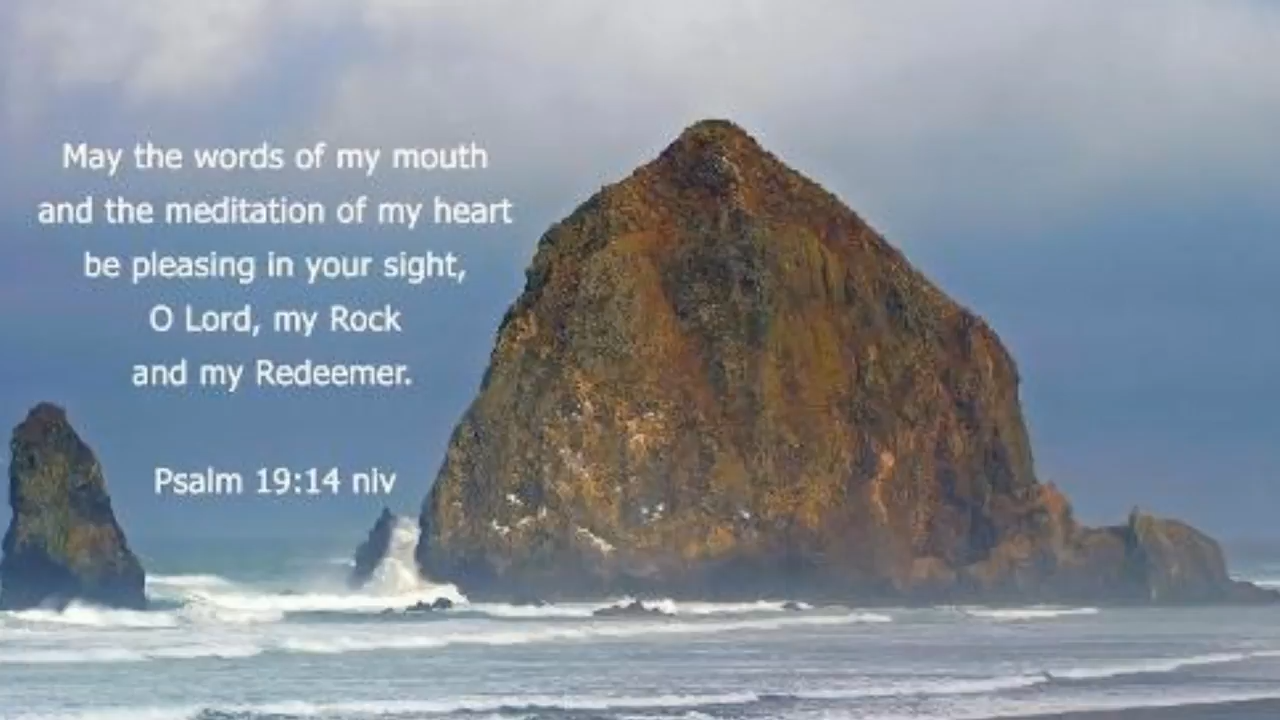 May the words of my mouth
and the meditation of my heart
be pleasing in your sight,
O Lord, my Rock
and my Redeemer.
Psalm 19:14 niv